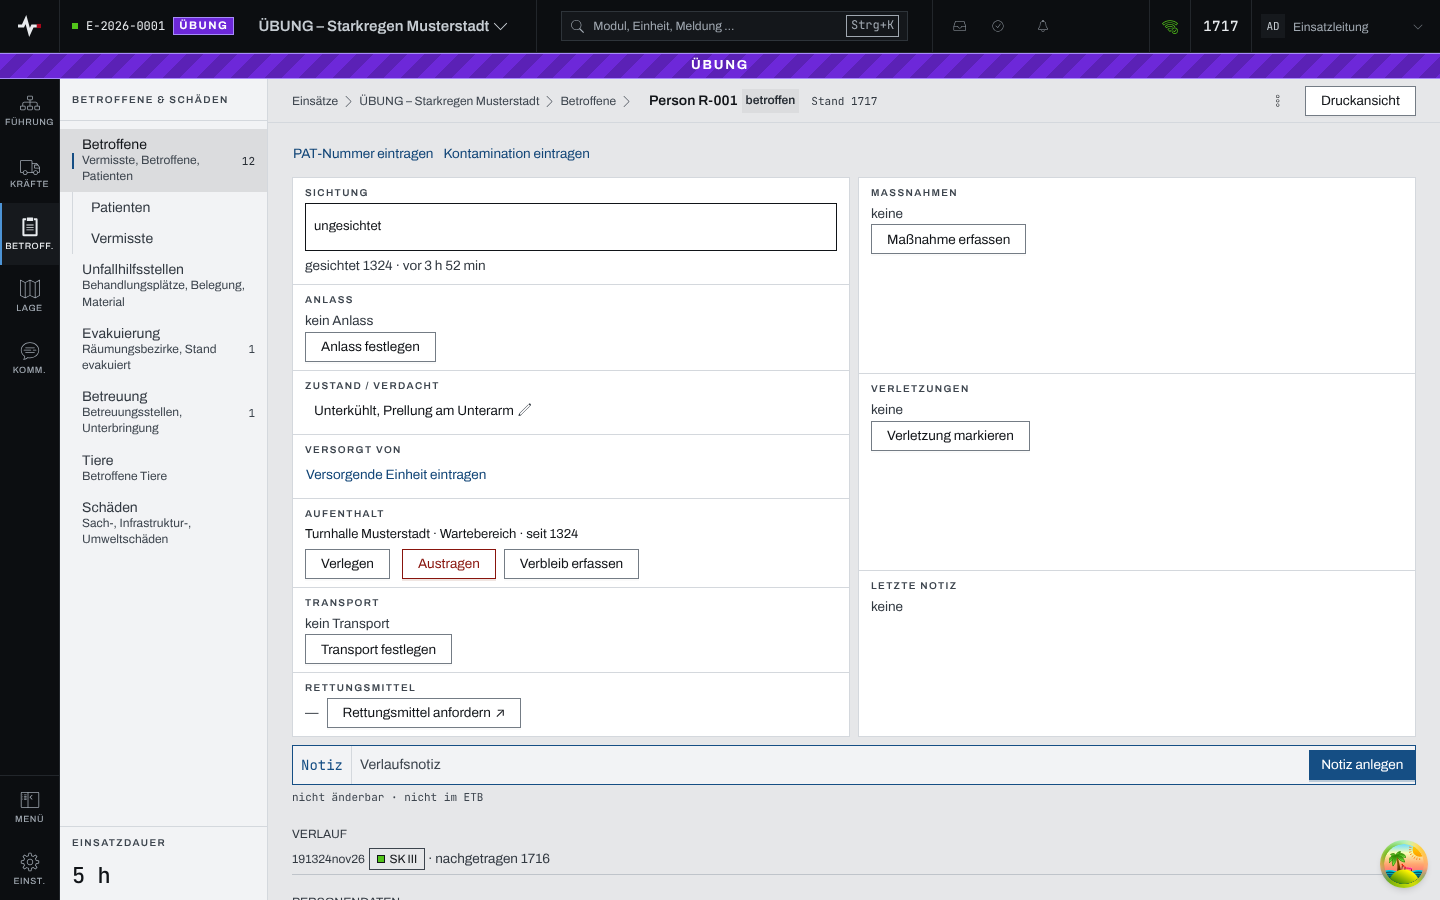 E-2026-0001 ÜBUNG ÜBUNG – Starkregen Musterstadt
Modul, Einheit, Meldung ... Strg+K
1717
AD Einsatzleitung
ÜBUNG
FÜHRUNG
KRÄFTE
BETROFF.
LAGE
KOMM.
MENÜ
EINST.
BETROFFENE & SCHÄDEN
Betroffene
Vermisste, Betroffene,
Patienten
12
Patienten
Vermisste
Unfallhilfsstellen
Behandlungsplätze, Belegung,
Material
Evakuierung
Räumungsbezirke, Stand
evakuiert
1
Betreuung
Betreuungsstellen,
Unterbringung
1
Tiere
Betroffene Tiere
Schäden
Sach-, Infrastruktur-,
Umweltschäden
EINSATZDAUER
5 h
Einsätze ÜBUNG – Starkregen Musterstadt Betroffene Person R-001 betroffen Stand 1717
Druckansicht
PAT-Nummer eintragen Kontamination eintragen
SICHTUNG
ungesichtet
gesichtet 1324 · vor 3 h 52 min
ANLASS
kein Anlass
Anlass festlegen
ZUSTAND / VERDACHT
Unterkühlt, Prellung am Unterarm
VERSORGT VON
Versorgende Einheit eintragen
AUFENTHALT
Turnhalle Musterstadt · Wartebereich · seit 1324
Verlegen Austragen Verbleib erfassen
TRANSPORT
kein Transport
Transport festlegen
RETTUNGSMITTEL
— Rettungsmittel anfordern
MASSNAHMEN
keine
Maßnahme erfassen
VERLETZUNGEN
keine
Verletzung markieren
LETZTE NOTIZ
keine
Notiz Verlaufsnotiz Notiz anlegen
nicht änderbar · nicht im ETB
VERLAUF
191324nov26 SK III · nachgetragen 1716
PERSONENDATEN